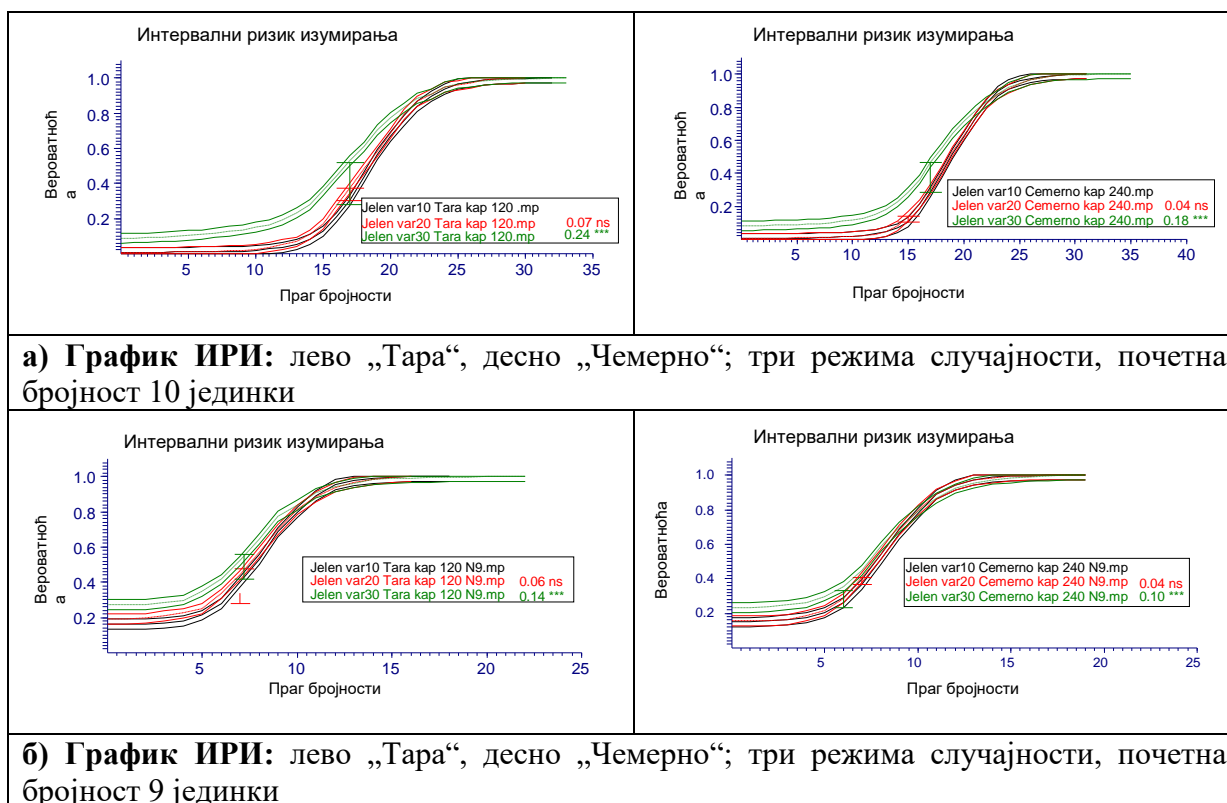 Интервални ризик изумирања
Вероватноћ
а
1.0
0.8
0.6
0.4
0.2
Jelen var10 Tara kap 120 .mp
Jelen var20 Tara kap 120.mp 0.07 ns
Jelen var30 Tara kap 120.mp 0.24 ***
5 10 15 20 25 30 35
Праг бројности
Интервални ризик изумирања
Вероватноћ
а
1.0
0.8
0.6
0.4
0.2
Jelen var10 Cemerno kap 240.mp
Jelen var20 Cemerno kap 240.mp 0.04 ns
Jelen var30 Cemerno kap 240.mp 0.18 ***
5 10 15 20 25 30 35 40
Праг бројности
а) График ИРИ: лево „Тара“, десно „Чемерно“; три режима случајности, почетна
бројност 10 јединки
Интервални ризик изумирања
Вероватноћ
а
1.0
0.8
0.6
0.4
0.2
Jelen var10 Tara kap 120 N9.mp
Jelen var20 Tara kap 120 N9.mp 0.06 ns
Jelen var30 Tara kap 120 N9.mp 0.14 ***
5 10 15 20 25
Праг бројности
Интервални ризик изумирања
Вероватноћа
1.0
0.8
0.6
0.4
0.2
Jelen var10 Cemerno kap 240 N9.mp
Jelen var20 Cemerno kap 240 N9.mp 0.04 ns
Jelen var30 Cemerno kap 240 N9.mp 0.10 ***
5 10 15 20 25
Праг бројности
б) График ИРИ: лево „Тара“, десно „Чемерно“; три режима случајности, почетна
бројност 9 јединки